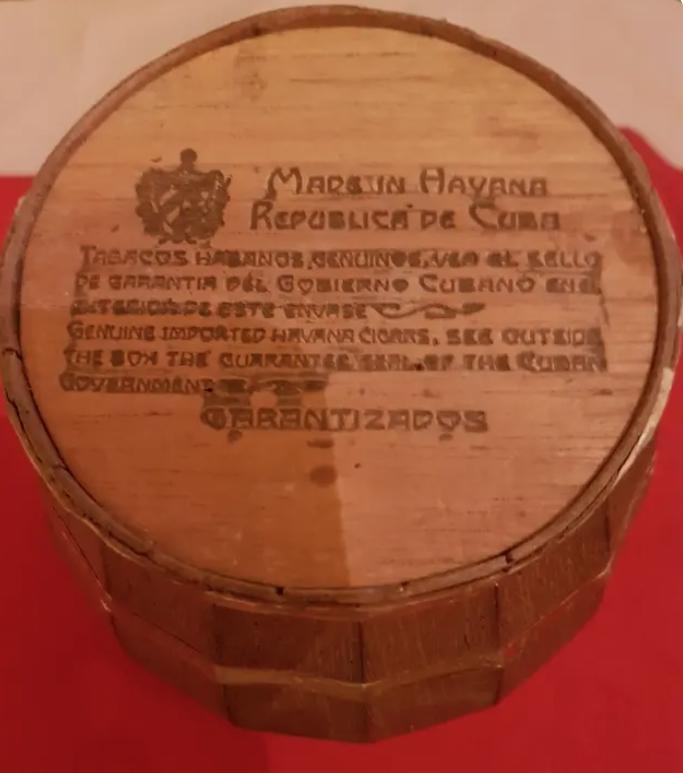 MADE IN HAVANA
REPUBLICA DE CUBA
TABACOS HABANOS GENUINOS, VEA EL SELLO
DE GARANTIA DEL GOBIERNO CUBANO EN EL
EXTERIOR DE ESTE ENVASE
GENUINE IMPORTED HAVANA CIGARS, SEE OUTSIDE
THE BOX THE GUARANTEE SEAL OF THE CUBAN
GOVERNMENT
GARANTIZADOS